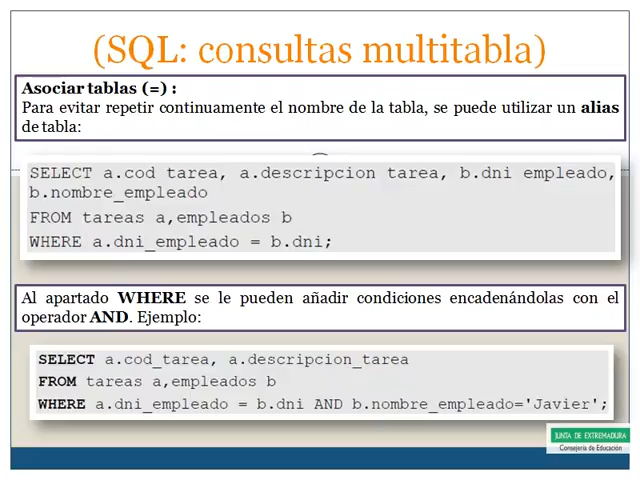 (SQL: consultas multitabla)
Asociar tablas (=) :
Para evitar repetir continuamente el nombre de la tabla, se puede utilizar un alias
de tabla:
SELECT a.cod tarea, a.descripcion tarea, b.dni empleado,
b.nombre_empleado
FROM tareas a,empleados b
WHERE a.dni_empleado = b.dni;
Al apartado WHERE se le pueden añadir condiciones encadenándolas con el
operador AND. Ejemplo:
SELECT a.cod_tarea, a.descripcion_tarea
FROM tareas a,empleados b
WHERE a.dni_empleado = b.dni AND b.nombre_empleado='Javier';
JUNTA DE EXTREMADURA
Consejería de Educación